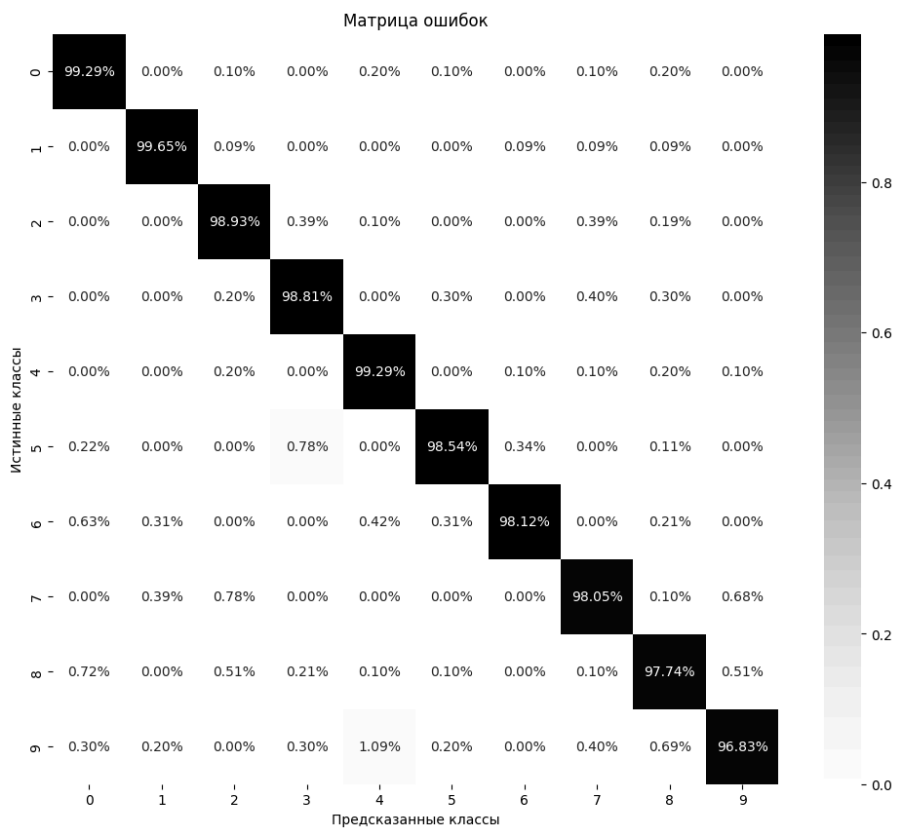 Матрица ошибок
0 99.29% 0.00% 0.10% 0.00% 0.20% 0.10% 0.00% 0.10% 0.20% 0.00%
1 0.00% 99.65% 0.09% 0.00% 0.00% 0.00% 0.09% 0.09% 0.09% 0.00%
2 0.00% 0.00% 98.93% 0.39% 0.10% 0.00% 0.00% 0.39% 0.19% 0.00%
3 0.00% 0.00% 0.20% 98.81% 0.00% 0.30% 0.00% 0.40% 0.30% 0.00%
4 0.00% 0.00% 0.20% 0.00% 99.29% 0.00% 0.10% 0.10% 0.20% 0.10%
5 0.22% 0.00% 0.00% 0.78% 0.00% 98.54% 0.34% 0.00% 0.11% 0.00%
6 0.63% 0.31% 0.00% 0.00% 0.42% 0.31% 98.12% 0.00% 0.21% 0.00%
7 0.00% 0.39% 0.78% 0.00% 0.00% 0.00% 0.00% 98.05% 0.10% 0.68%
8 0.72% 0.00% 0.51% 0.21% 0.10% 0.10% 0.00% 0.10% 97.74% 0.51%
9 0.30% 0.20% 0.00% 0.30% 1.09% 0.20% 0.00% 0.40% 0.69% 96.83%
0 1 2 3 4 5 6 7 8 9
Предсказанные классы
Истинные классы
0.8
0.6
0.4
0.2
0.0